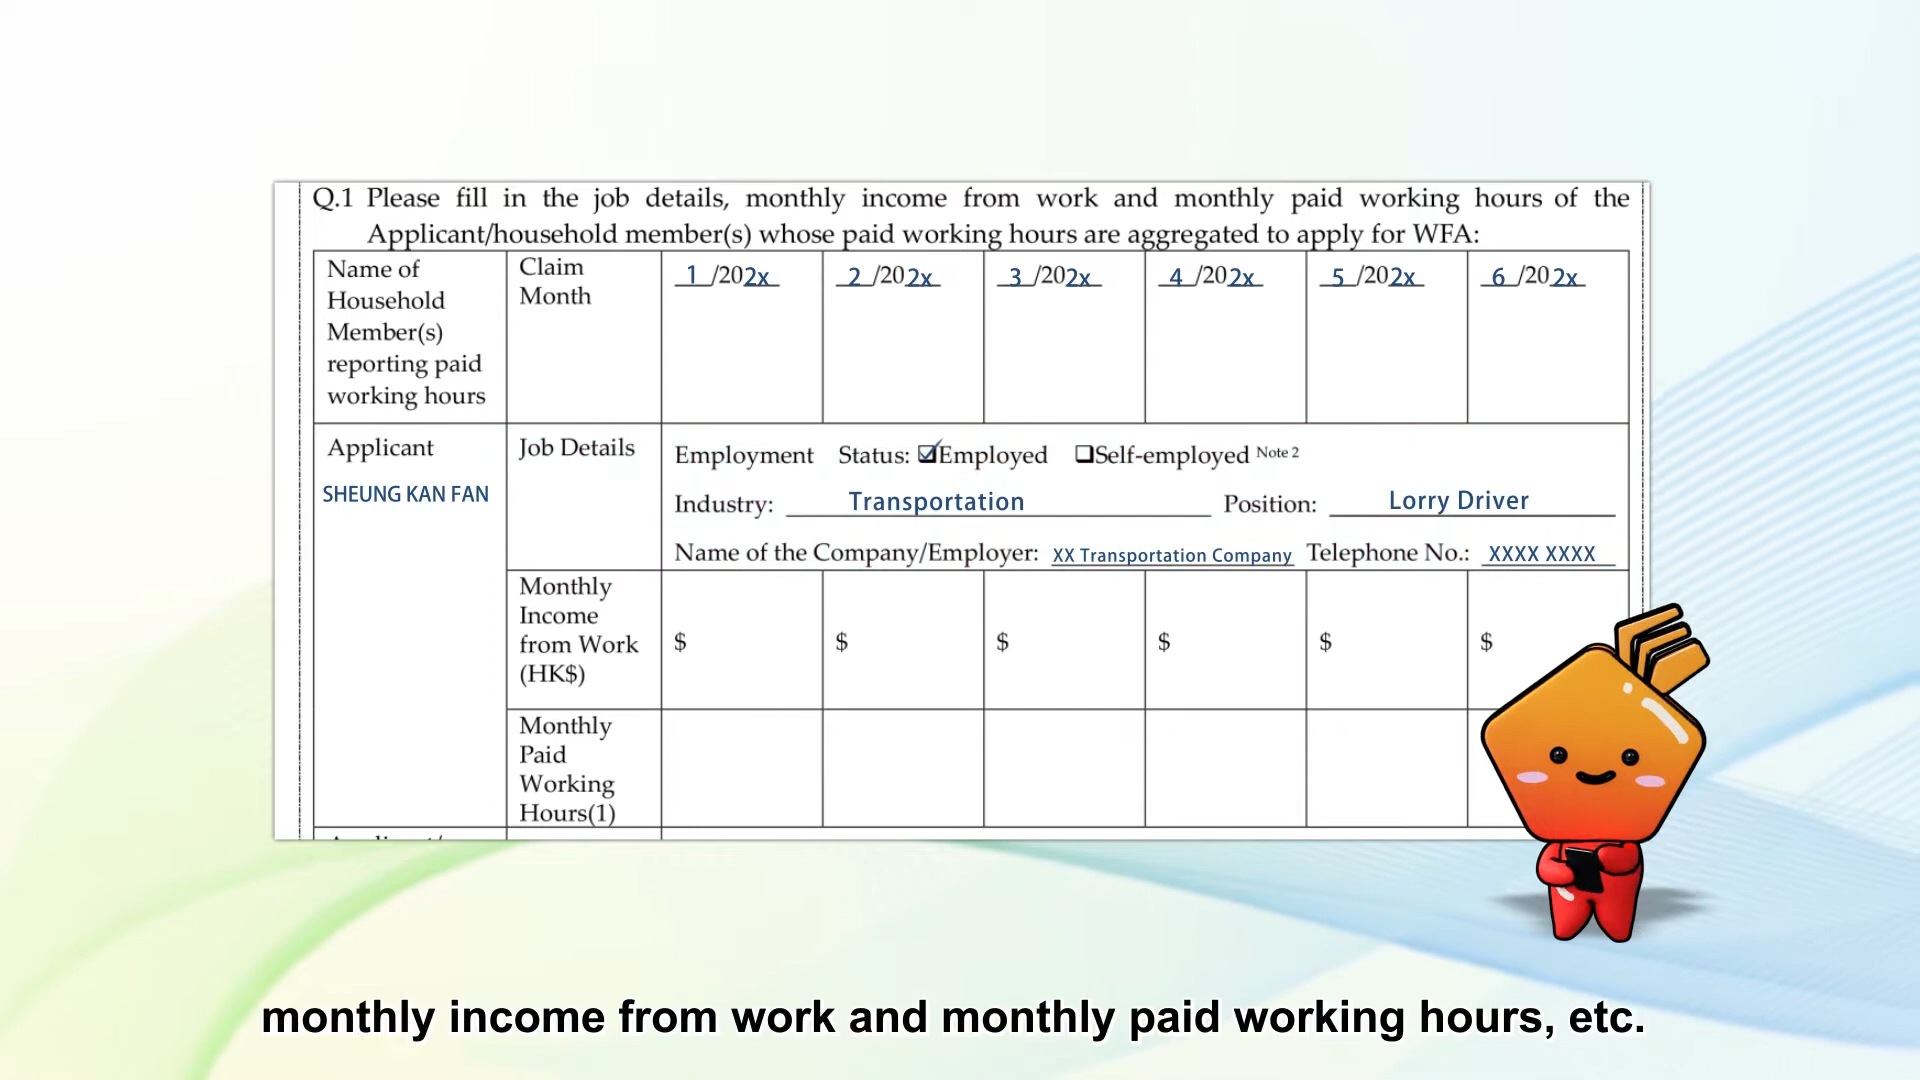 Q.1 Please fill in the job details, monthly income from work and monthly paid working hours of the
Applicant/household member(s) whose paid working hours are aggregated to apply for WFA:
Name of
Household
Member(s)
reporting paid
working hours
Claim
Month
1/202x
2/202x
3/202x
4/202x
5/202x
6/202x
Applicant
SHEUNG KAN FAN
Job Details
Employment Status: ☑Employed ❑Self-employed Note 2
Industry: Transportation Position: Lorry Driver
Name of the Company/Employer: XX Transportation Company Telephone No.: XXXX XXXX
Monthly
Income
from Work
(HK$)
$ $ $ $ $ $
Monthly
Paid
Working
Hours(1)
monthly income from work and monthly paid working hours, etc.